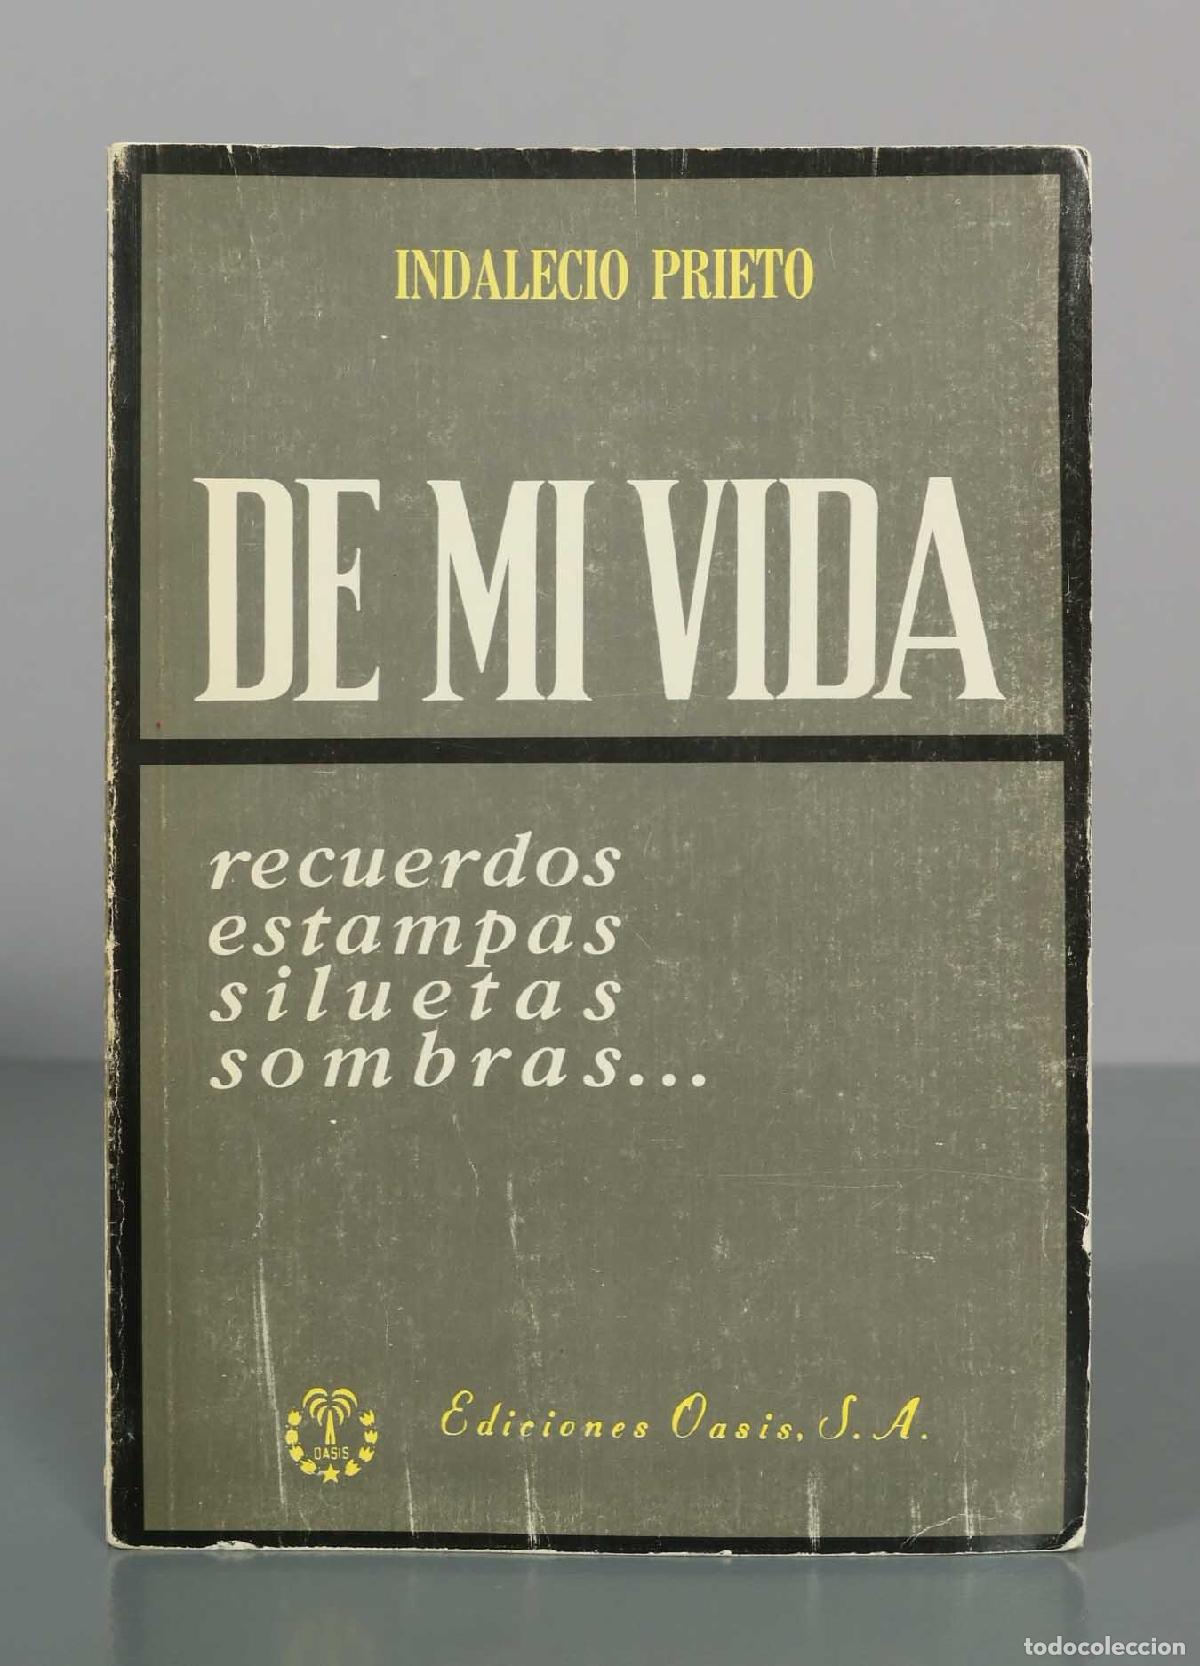 INDALECIO PRIETO
DE MI VIDA
recuerdos
estampas
siluetas
sombras...
OASIS
Ediciones Oasis, S. A.
todocoleccion